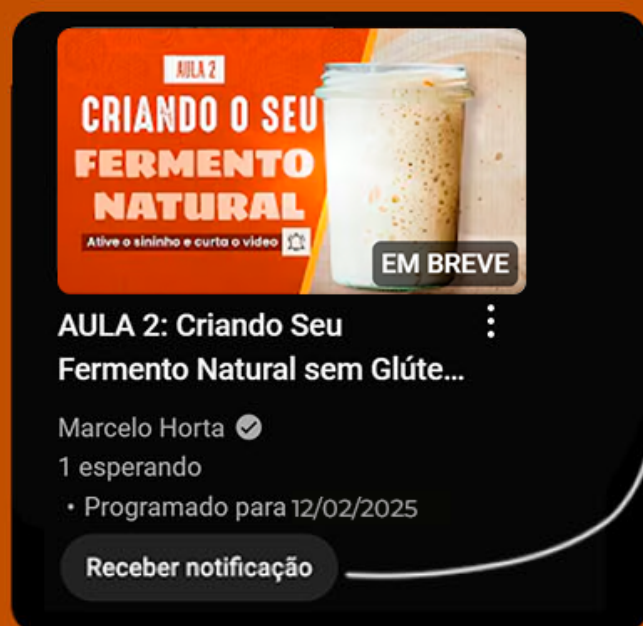 AULA 2
CRIANDO O SEU
FERMENTO
NATURAL
Ative o sininho e curta o video
EM BREVE
AULA 2: Criando Seu
Fermento Natural sem Glúte...
Marcelo Horta
1 esperando
• Programado para 12/02/2025
Receber notificação